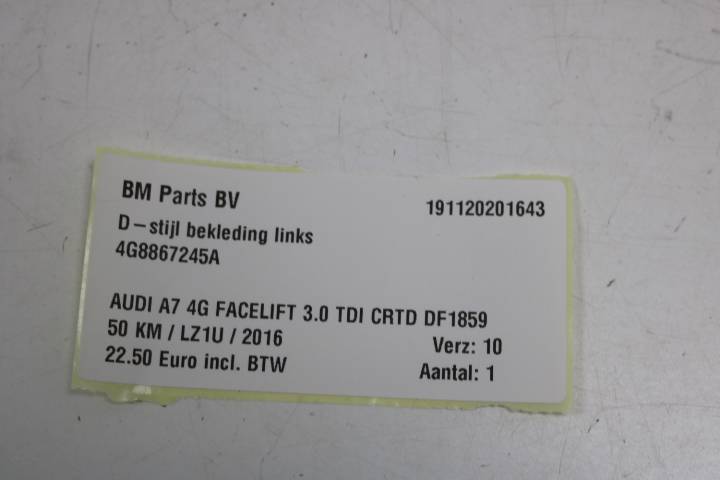 BM Parts BV 191120201643
D-stijl bekleding links
4G8867245A
AUDI A7 4G FACELIFT 3.0 TDI CRTD DF1859
50 KM / LZ1U / 2016 Verz: 10
22.50 Euro incl. BTW Aantal: 1